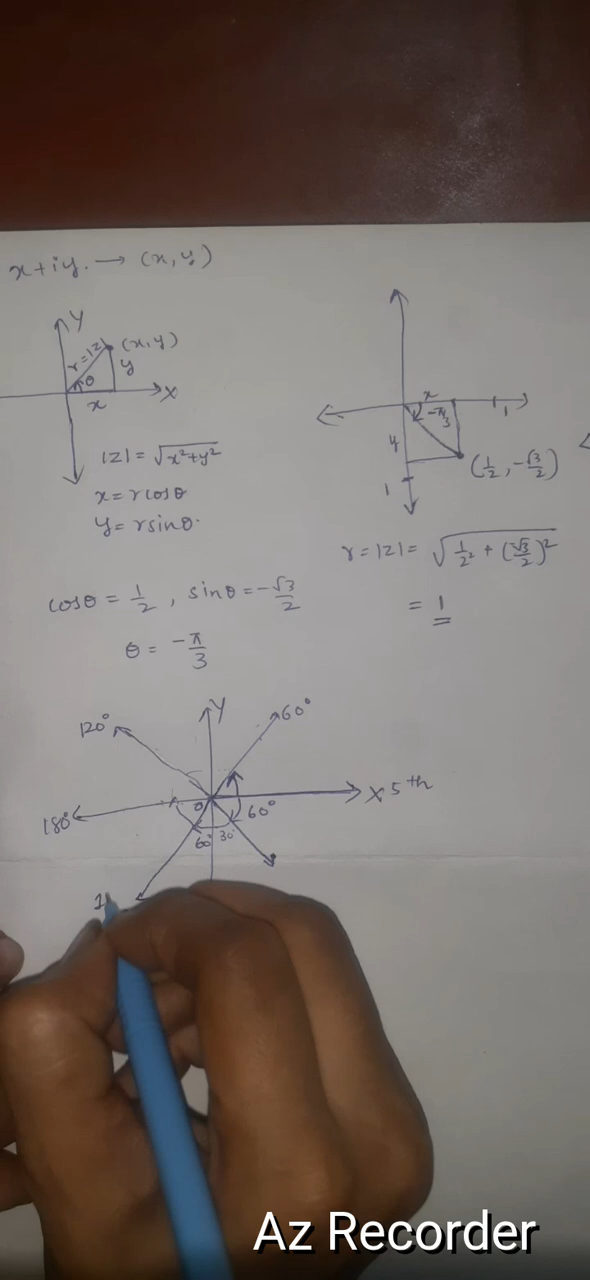 x+iy. → (x,y)
Y
(x,y)
r=|z|
y
θ
x
X
|z| = √x²+y²
x = r cosθ
y = r sinθ.
x
1
-π/3
y
1
(1/2, -√3/2)
r = |z| = √1/2² + (-√3/2)²
= 1
cosθ = 1/2, sinθ = -√3/2
θ = -π/3
120°
Y
60°
180°
0
X 5th
60°
60° 30°
Az Recorder